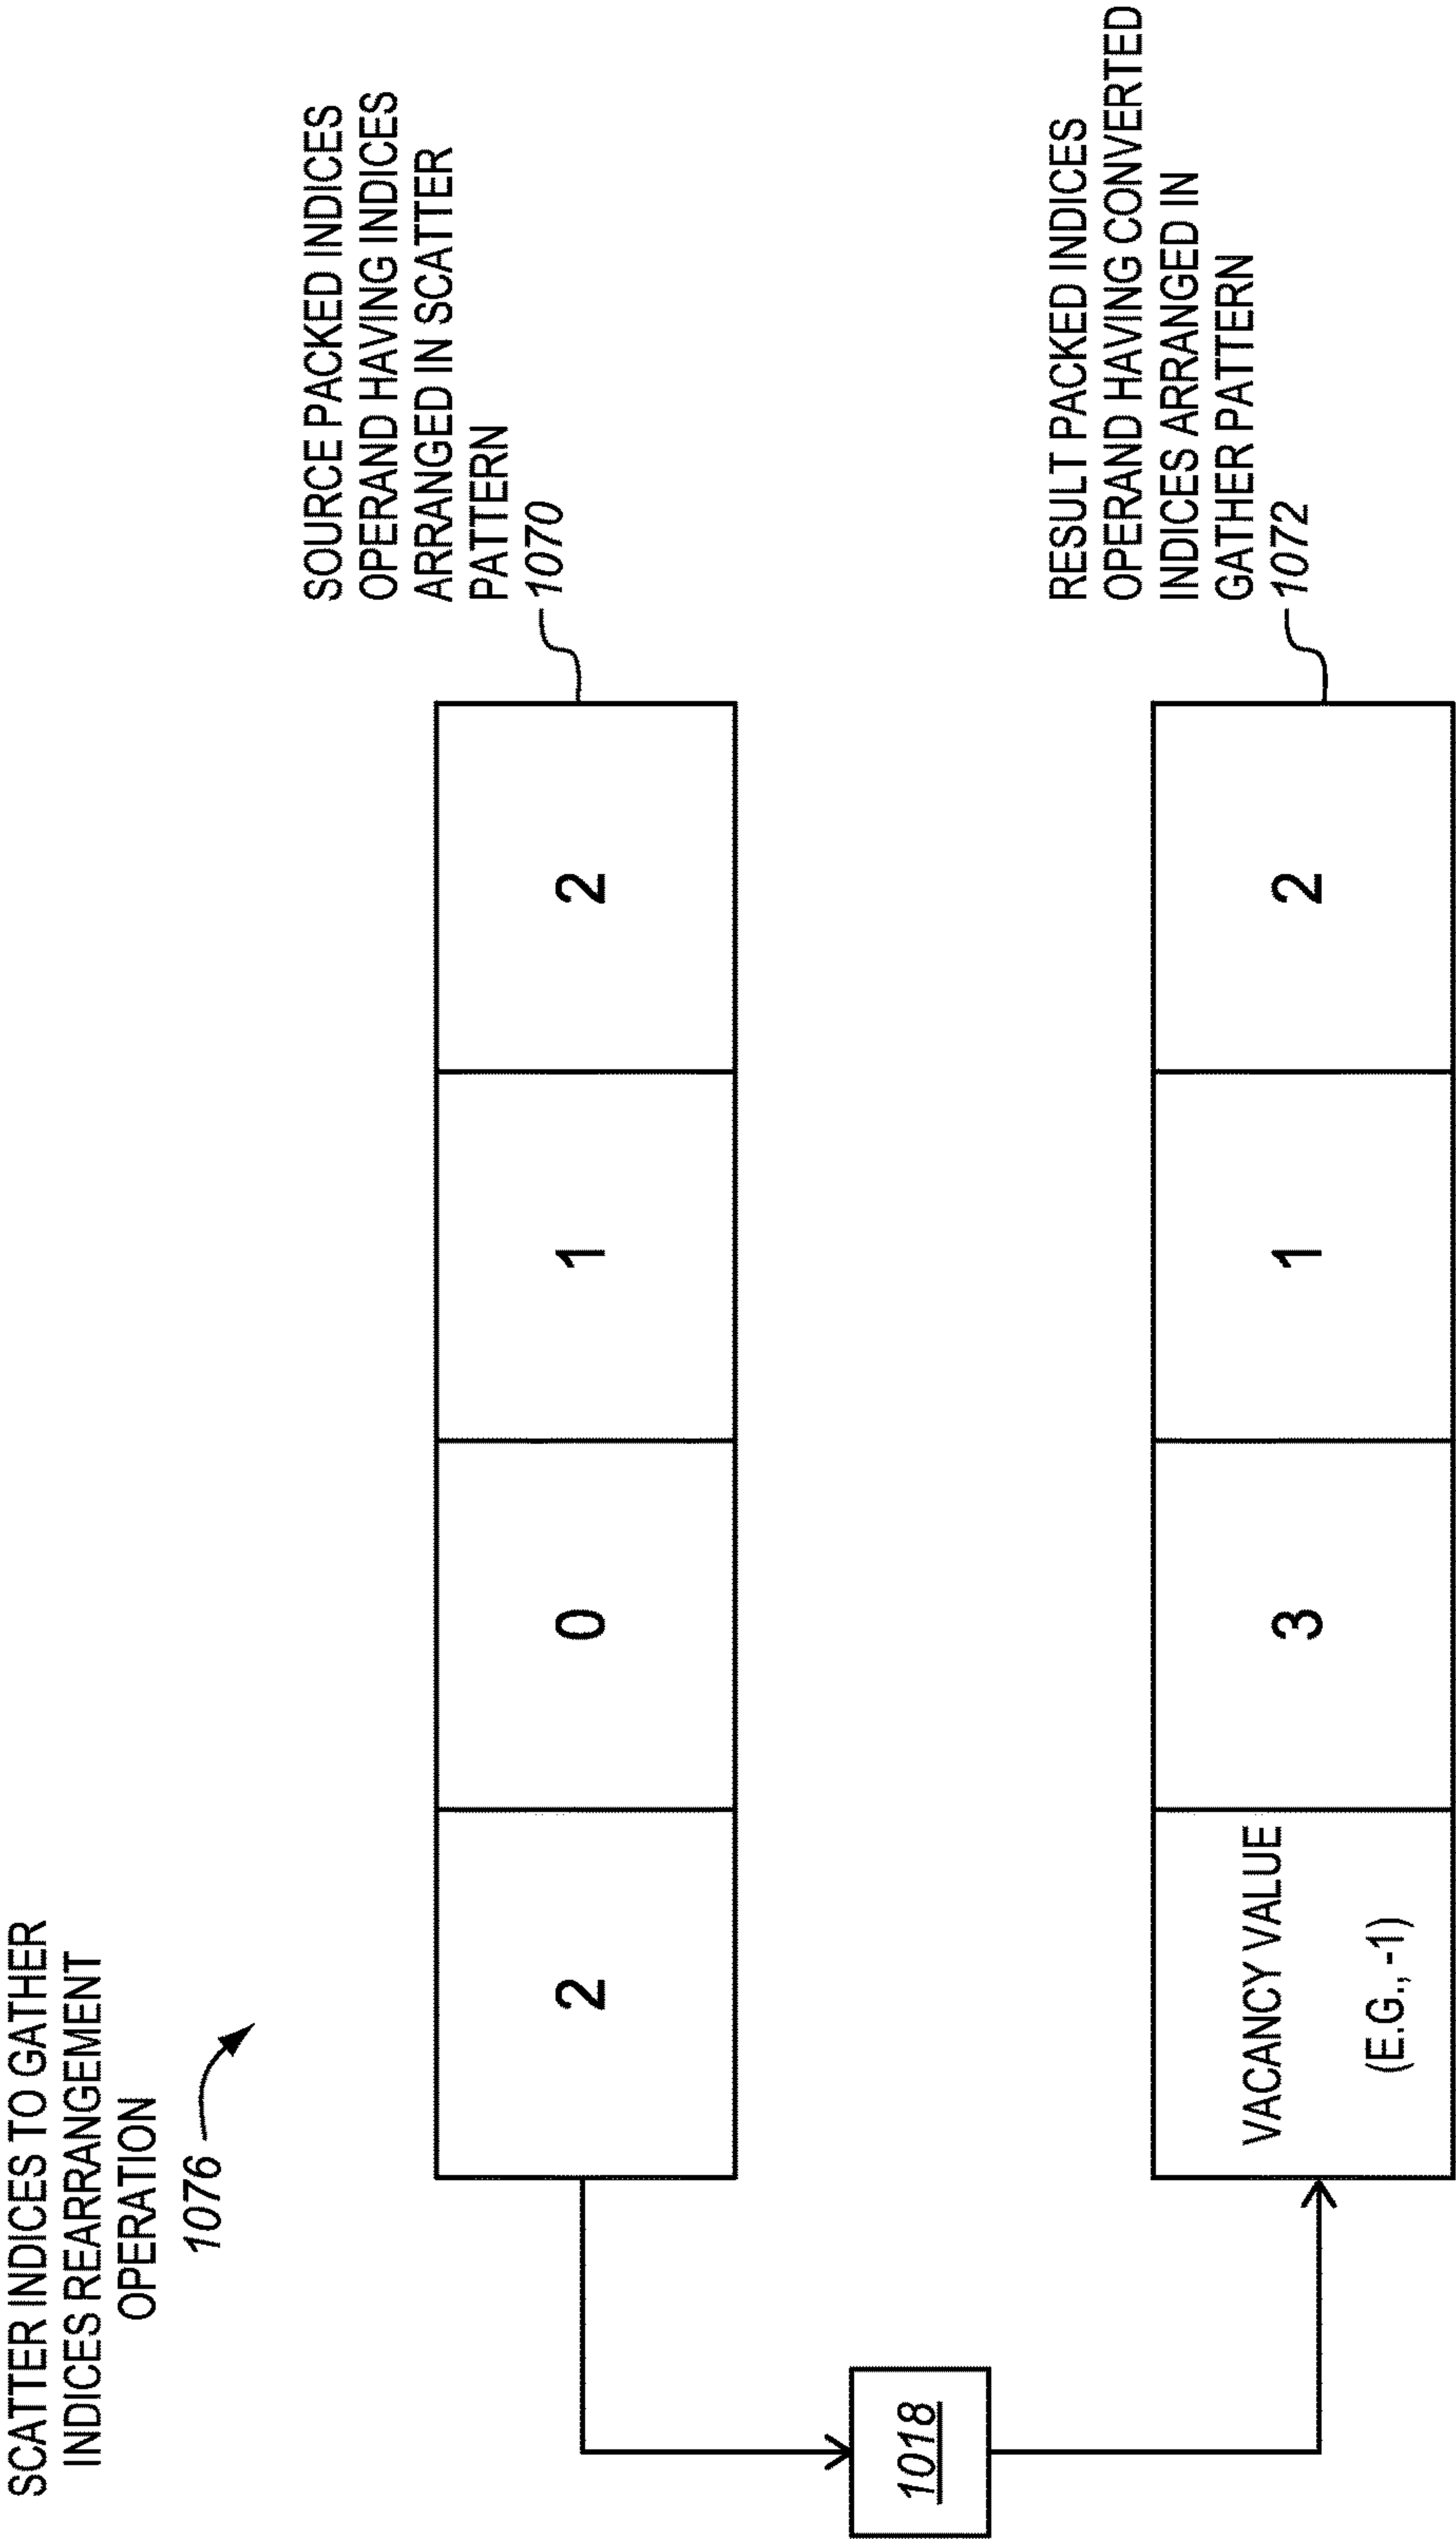 SCATTER INDICES TO GATHER
INDICES REARRANGEMENT
OPERATION
1076
SOURCE PACKED INDICES
OPERAND HAVING INDICES
ARRANGED IN SCATTER
PATTERN
1070
2
0
1
2
1018
RESULT PACKED INDICES
OPERAND HAVING CONVERTED
INDICES ARRANGED IN
GATHER PATTERN
1072
VACANCY VALUE
(E.G., -1)
3
1
2